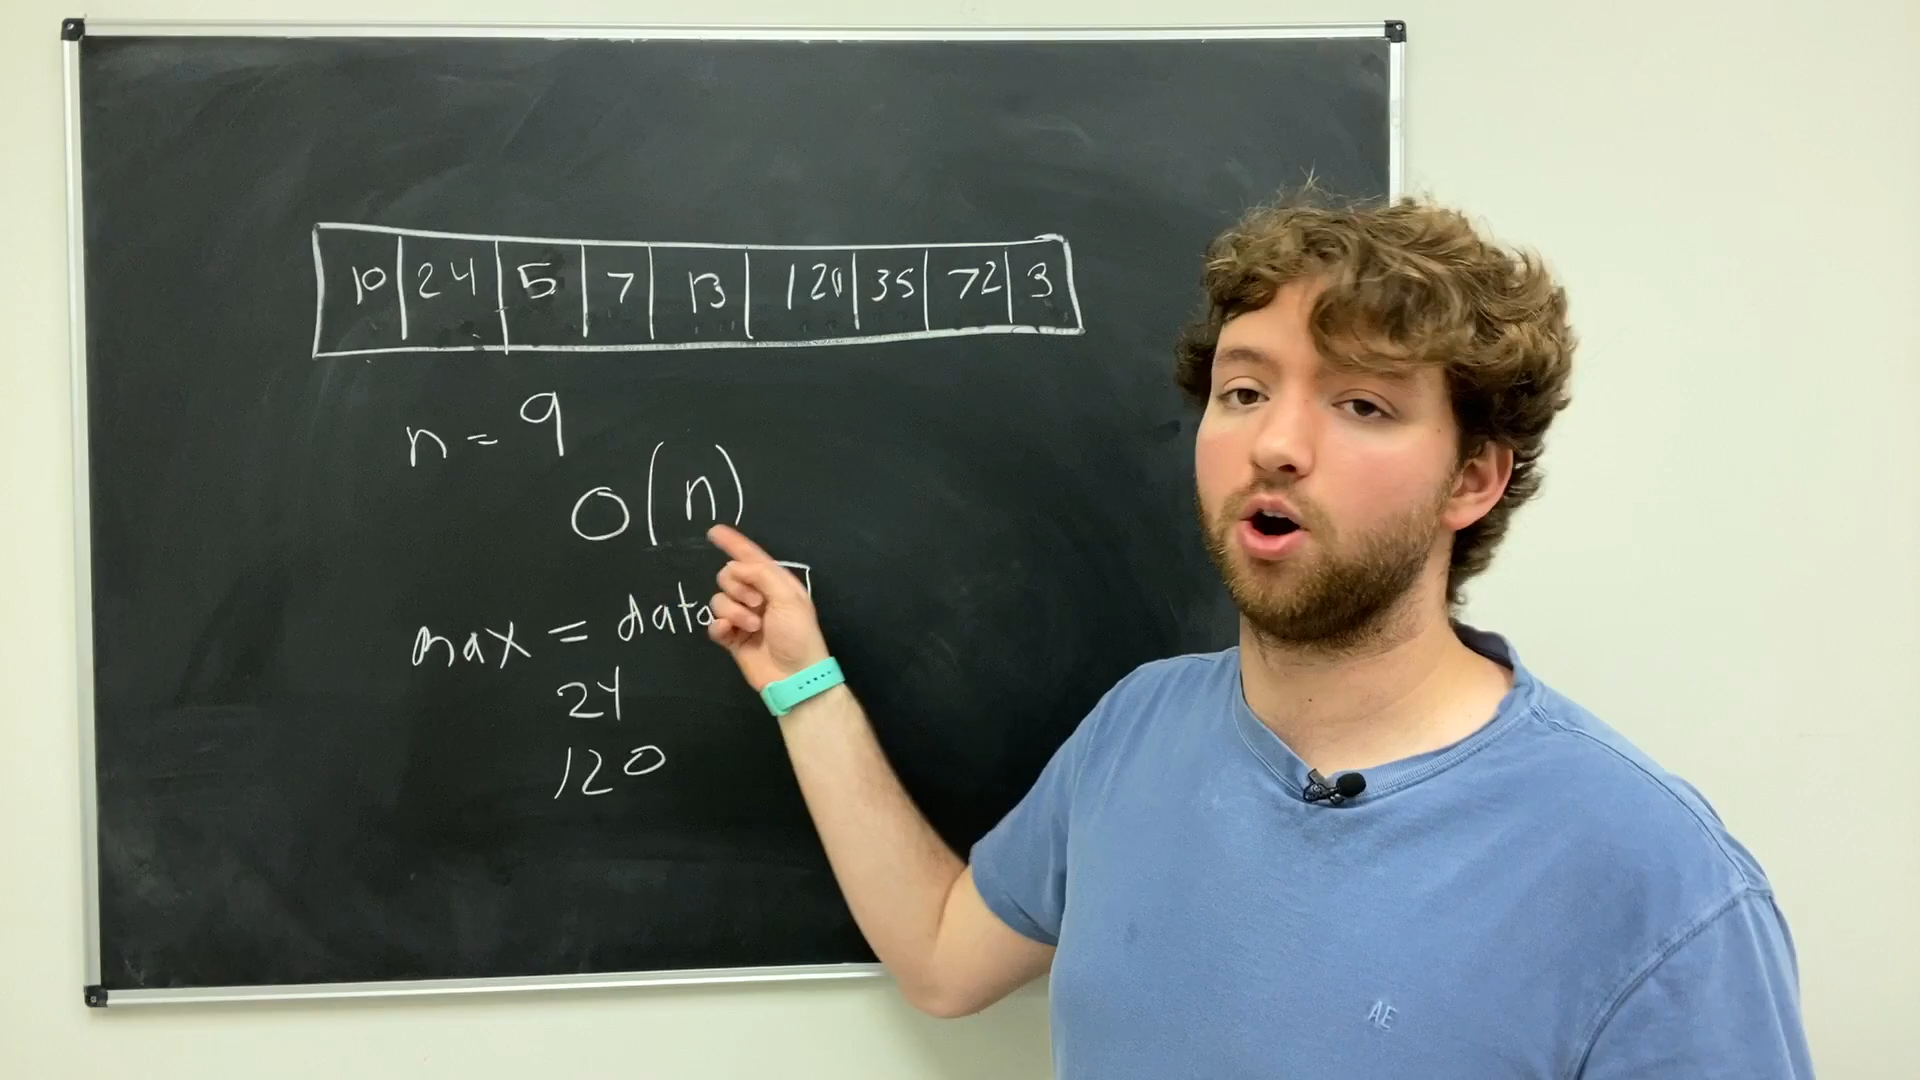 10 24 5 7 13 120 35 72 3
n = 9
O(n)
max = data
24
120
AE